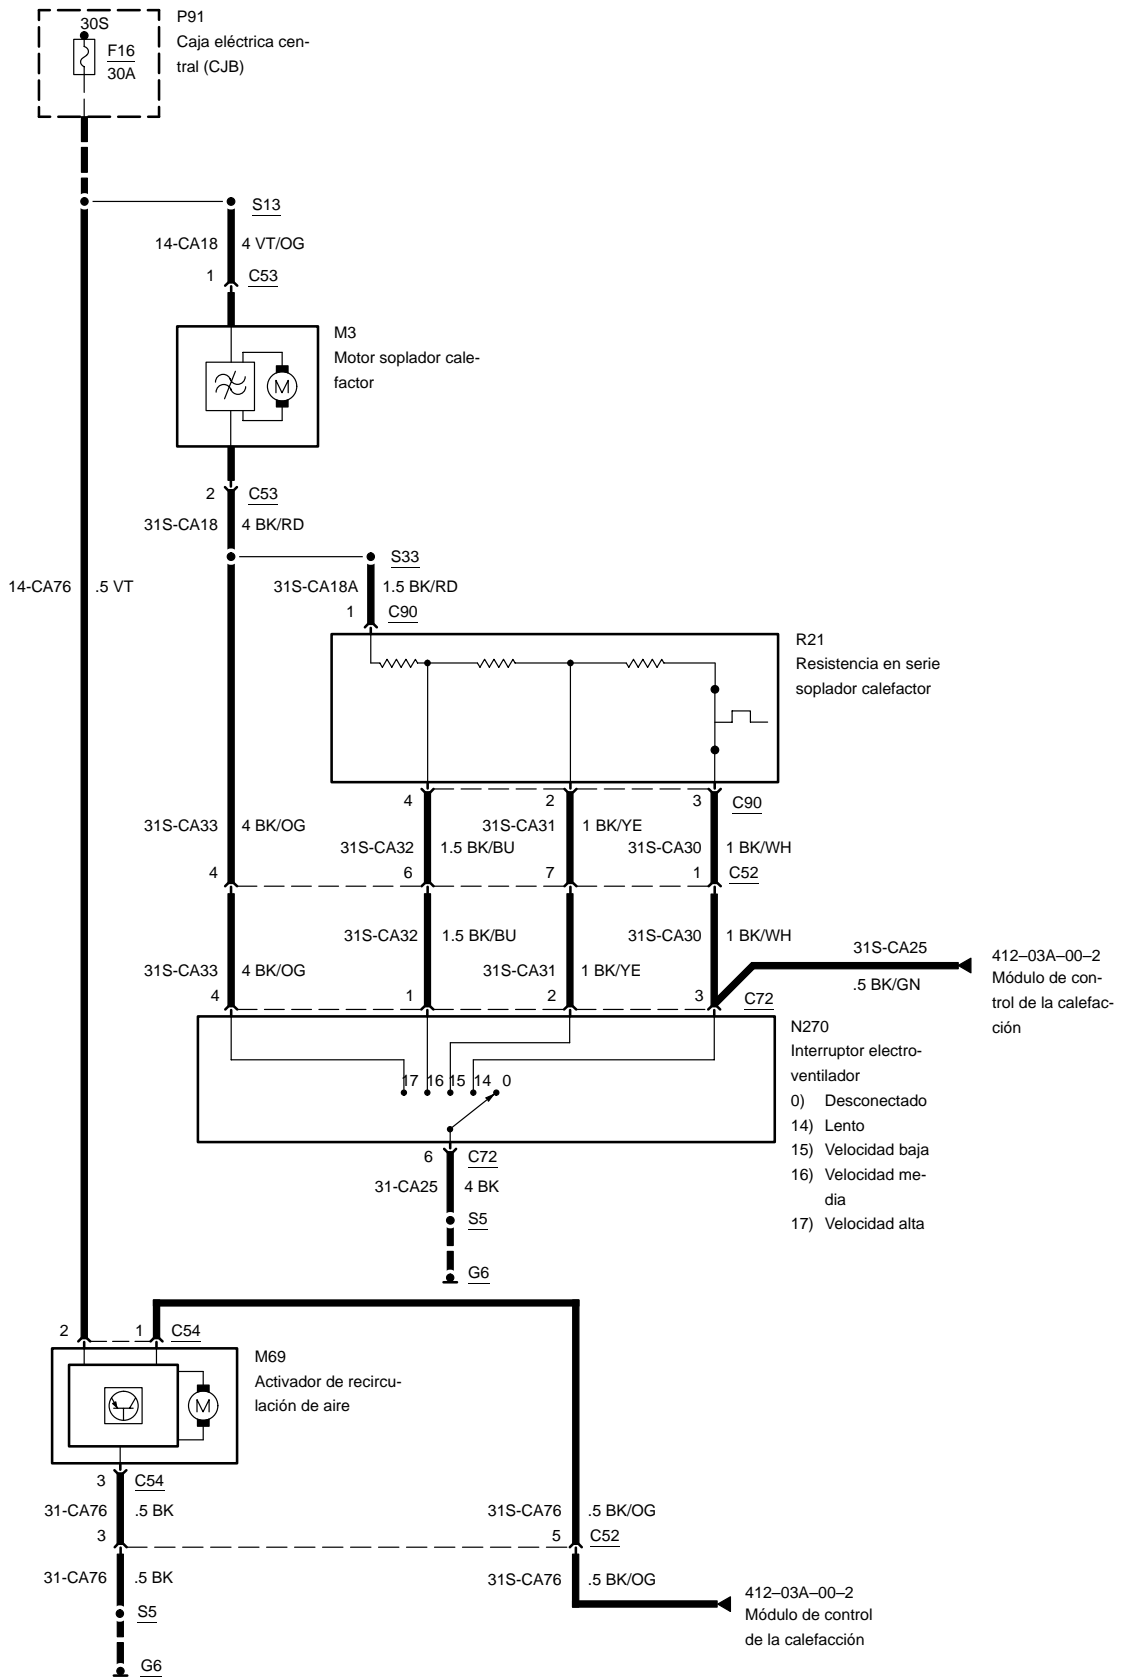 30S
F16
30A
P91
Caja eléctrica cen-
tral (CJB)
S13
14-CA18 4 VT/OG
1 C53
M3
Motor soplador cale-
factor
M
2 C53
31S-CA18 4 BK/RD
S33
14-CA76 .5 VT
31S-CA18A 1.5 BK/RD
1 C90
R21
Resistencia en serie
soplador calefactor
4 2 3 C90
31S-CA33 4 BK/OG 31S-CA31 1 BK/YE
31S-CA32 1.5 BK/BU 31S-CA30 1 BK/WH
4 6 7 1 C52
31S-CA32 1.5 BK/BU 31S-CA30 1 BK/WH
31S-CA33 4 BK/OG 31S-CA31 1 BK/YE
4 1 2 3 C72
31S-CA25
.5 BK/GN
412–03A–00–2
Módulo de con-
trol de la calefac-
ción
N270
Interruptor electro-
ventilador
0) Desconectado
14) Lento
15) Velocidad baja
16) Velocidad me-
dia
17) Velocidad alta
17 16 15 14 0
6 C72
31-CA25 4 BK
S5
G6
2 1 C54
M69
Activador de recircu-
lación de aire
M
3 C54
31-CA76 .5 BK 31S-CA76 .5 BK/OG
3 5 C52
31-CA76 .5 BK 31S-CA76 .5 BK/OG
412–03A–00–2
Módulo de control
de la calefacción
S5
G6